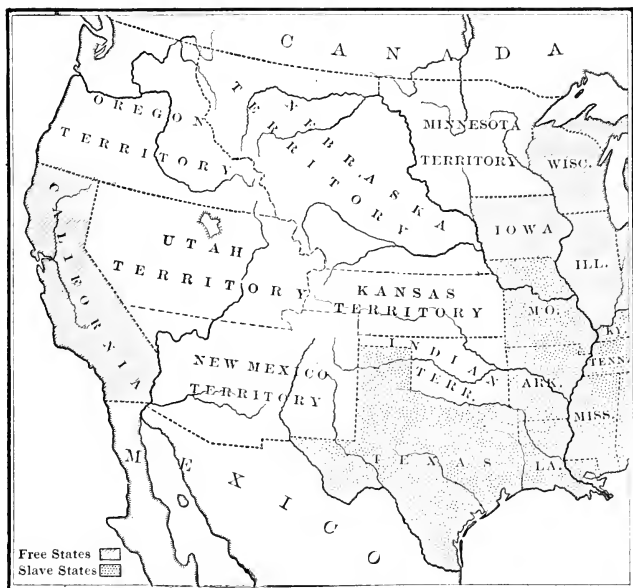 CANADA
OREGON
TERRITORY
NEBRASKA
TERRITORY
MINNESOTA
TERRITORY
WISC.
CALIFORNIA
UTAH
TERRITORY
IOWA
ILL.
KANSAS
TERRITORY
MO.
KY.
INDIAN
TERR.
TENN.
NEW MEXICO
TERRITORY
ARK.
MISS.
TEXAS
LA.
MEXICO
Free States
Slave States